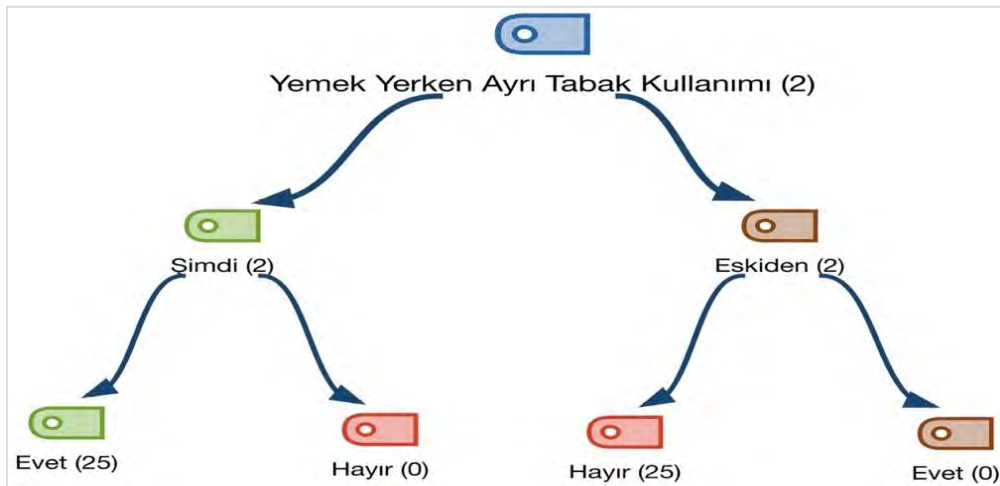 Yemek Yerken Ayrı Tabak Kullanımı (2)
Şimdi (2)
Eskiden (2)
Evet (25)
Hayır (0)
Hayır (25)
Evet (0)